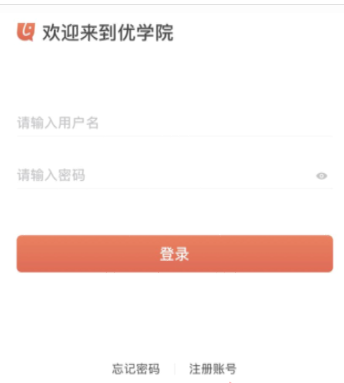 欢迎来到优学院
请输入用户名
请输入密码
登录
忘记密码 注册账号